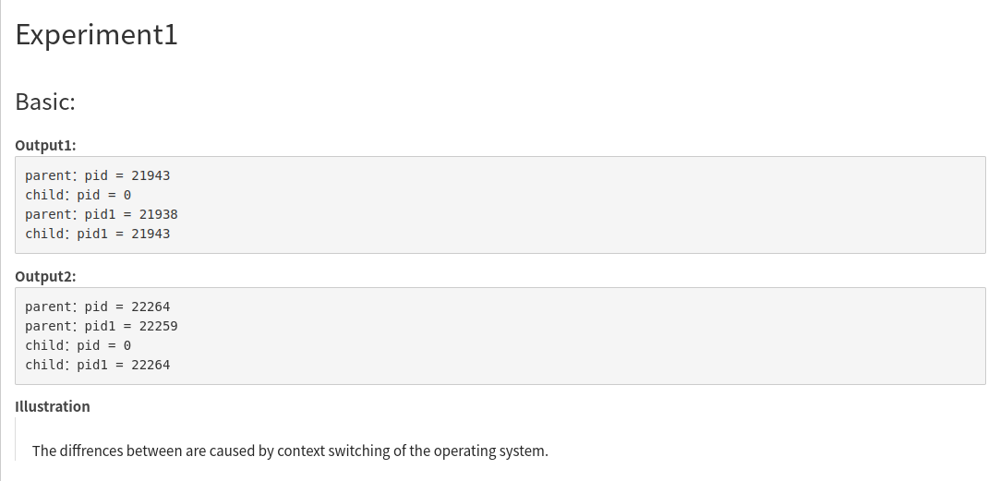 Experiment1
Basic:
Output1:
parent: pid = 21943
child: pid = 0
parent: pid1 = 21938
child: pid1 = 21943
Output2:
parent: pid = 22264
parent: pid1 = 22259
child: pid = 0
child: pid1 = 22264
Illustration
The diffrences between are caused by context switching of the operating system.